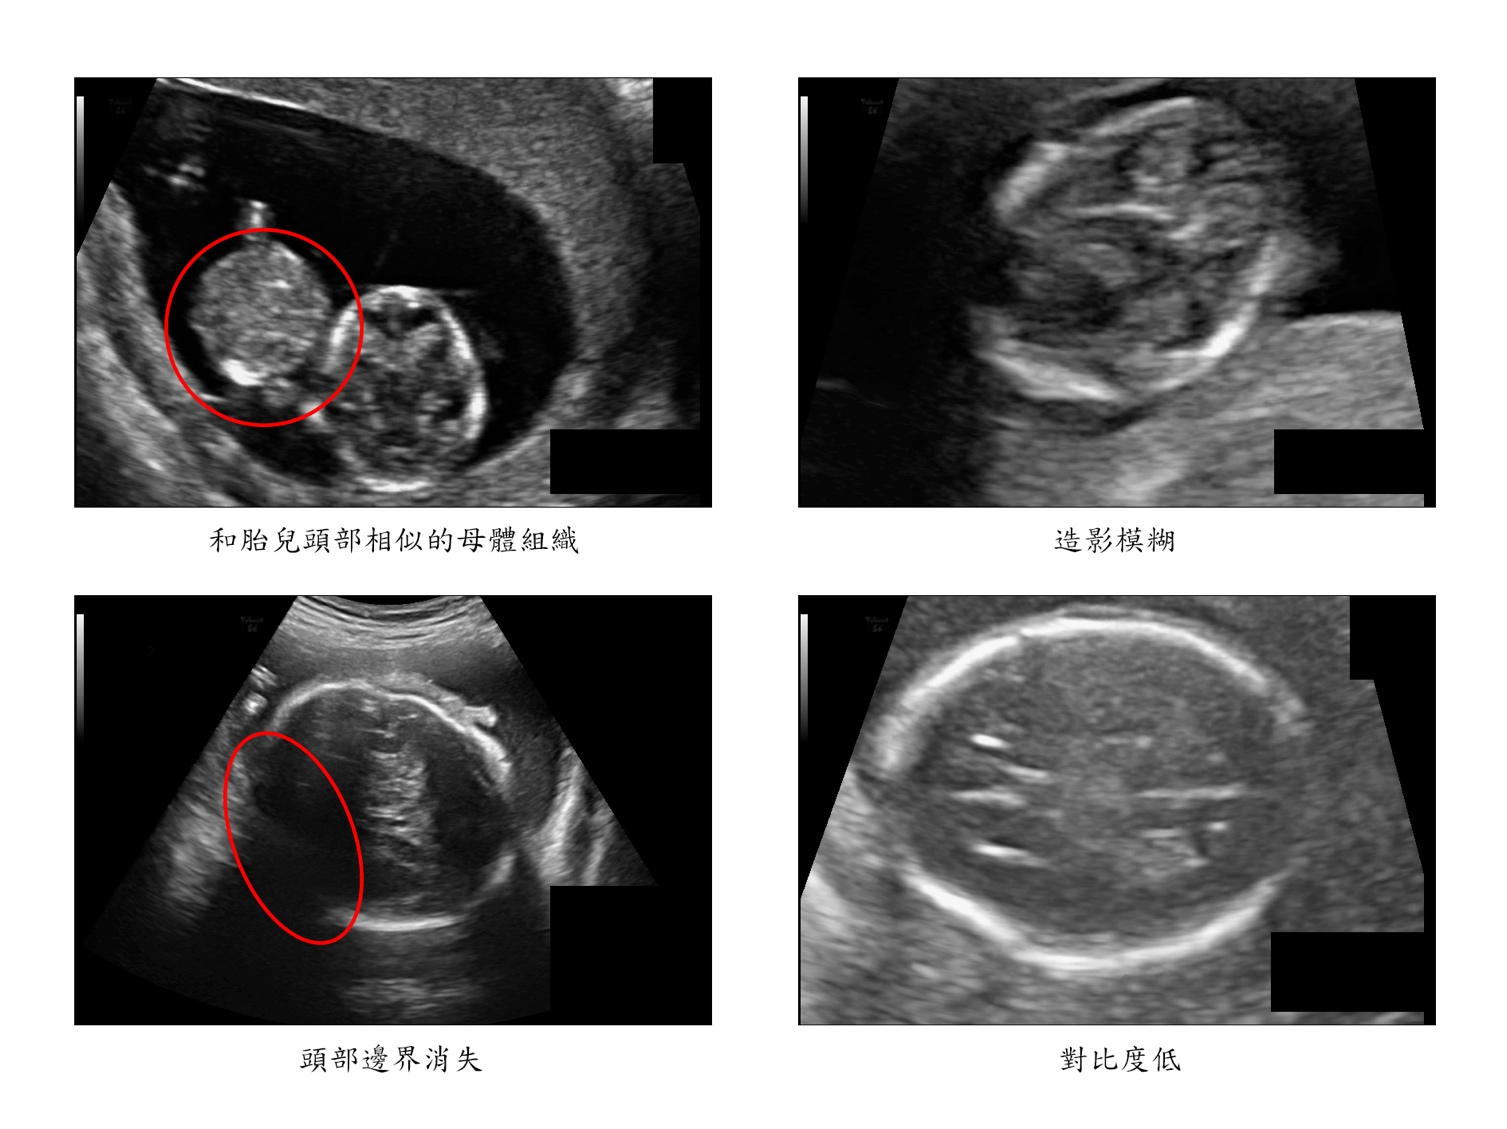 和胎兒頭部相似的母體組織
造影模糊
頭部邊界消失
對比度低